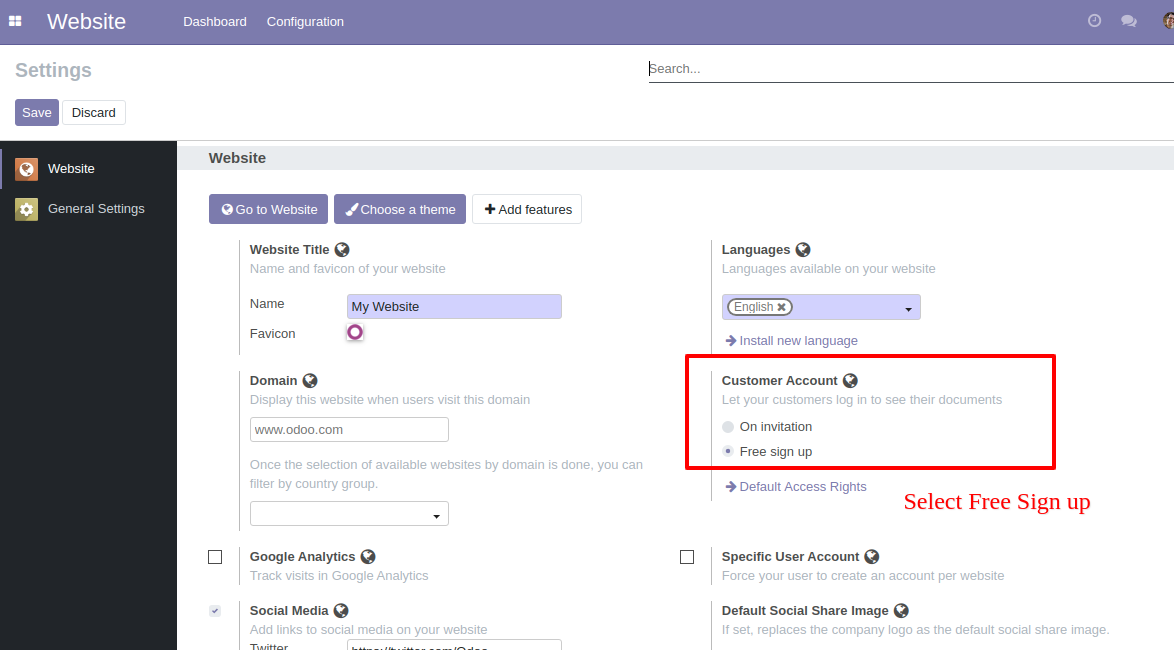 Website Dashboard Configuration
Settings
Search...
Save Discard
Website
General Settings
Website
Go to Website Choose a theme Add features
Website Title
Name and favicon of your website
Name My Website
Favicon
Languages
Languages available on your website
English
Install new language
Domain
Display this website when users visit this domain
www.odoo.com
Once the selection of available websites by domain is done, you can
filter by country group.
Customer Account
Let your customers log in to see their documents
On invitation
Free sign up
Default Access Rights
Select Free Sign up
Google Analytics
Track visits in Google Analytics
Specific User Account
Force your user to create an account per website
Social Media
Add links to social media on your website
Twitter https://twitter.com/Odoo
Default Social Share Image
If set, replaces the company logo as the default social share image.